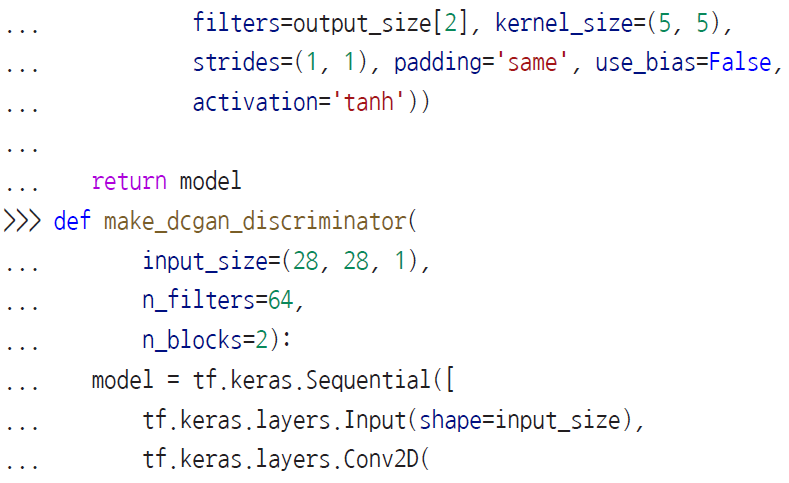 ...            filters=output_size[2], kernel_size=(5, 5),
...            strides=(1, 1), padding='same', use_bias=False,
...            activation='tanh'))
...
...    return model
>>> def make_dcgan_discriminator(
...        input_size=(28, 28, 1),
...        n_filters=64,
...        n_blocks=2):
...    model = tf.keras.Sequential([
...        tf.keras.layers.Input(shape=input_size),
...        tf.keras.layers.Conv2D(